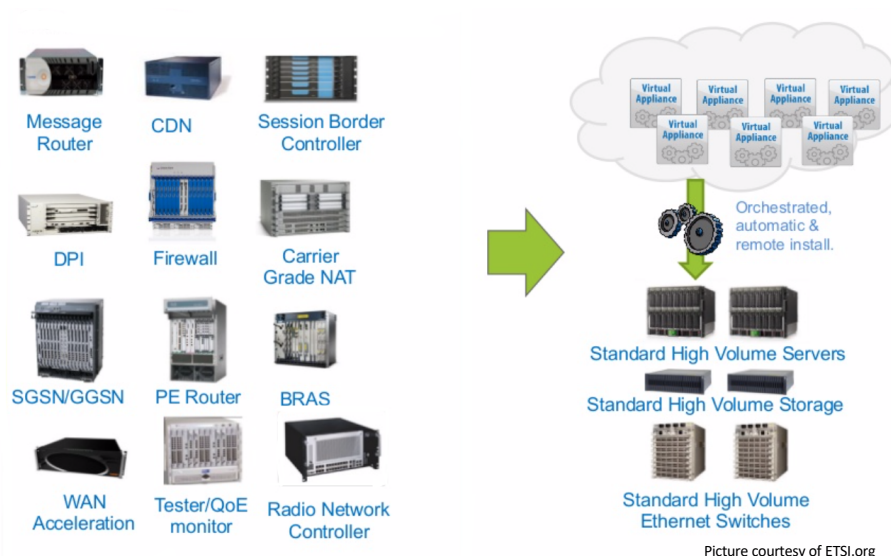 Message
Router
CDN
Session Border
Controller
DPI
Firewall
Carrier
Grade NAT
SGSN/GGSN
PE Router
BRAS
WAN
Acceleration
Tester/QoE
monitor
Radio Network
Controller
Virtual
Appliance
Virtual
Appliance
Virtual
Appliance
Virtual
Appliance
Virtual
Appliance
Virtual
Appliance
Virtual
Appliance
Orchestrated,
automatic &
remote install.
Standard High Volume Servers
Standard High Volume Storage
Standard High Volume
Ethernet Switches
Picture courtesy of ETSI.org